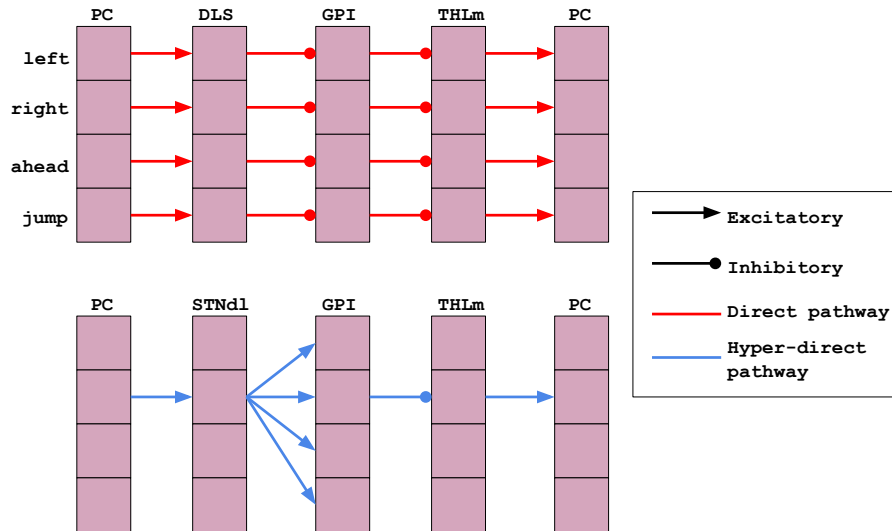 PC DLS GPI THLm PC
left
right
ahead
jump
PC STNdl GPI THLm PC
Excitatory
Inhibitory
Direct pathway
Hyper-direct
pathway